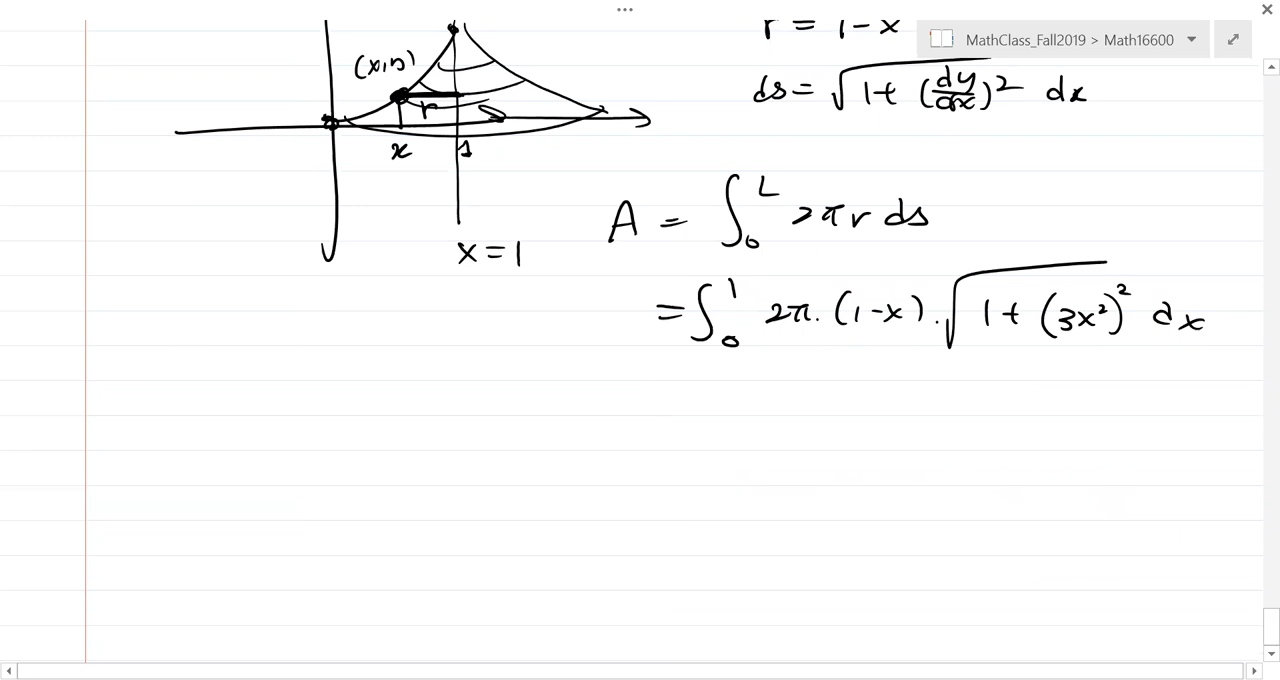 r = 1 - x
MathClass_Fall2019 > Math16600
(x, y)
ds = √(1 + (dy/dx)²) dx
r
x 1
A = ∫₀ᴸ 2πr ds
x = 1
= ∫₀¹ 2π · (1-x) · √(1 + (3x²)²) dx